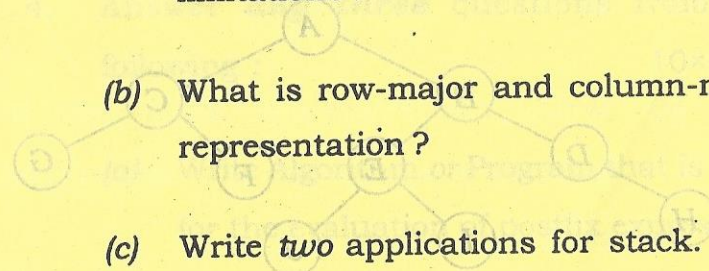 (b) What is row-major and column-
representation ?
(c) Write two applications for stack.